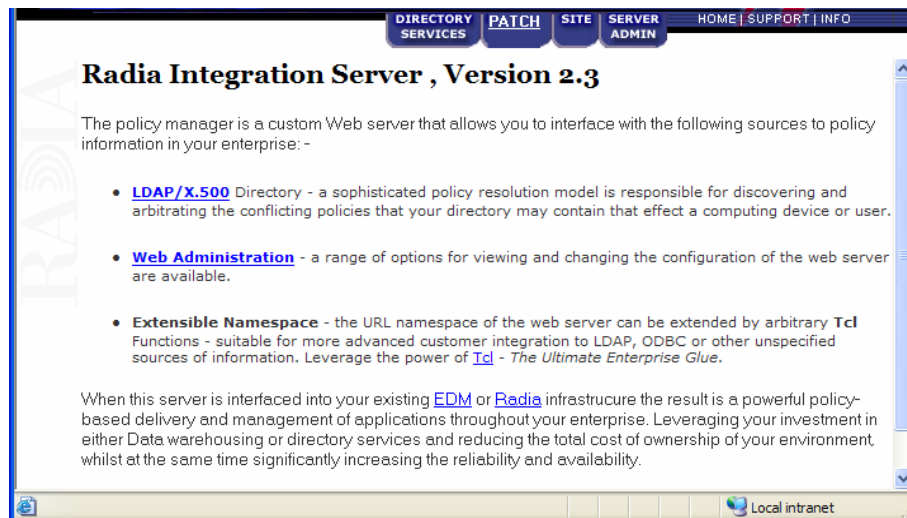 DIRECTORY SERVICES PATCH SITE SERVER ADMIN HOME | SUPPORT | INFO
Radia Integration Server , Version 2.3
The policy manager is a custom Web server that allows you to interface with the following sources to policy
information in your enterprise: -
• LDAP/X.500 Directory - a sophisticated policy resolution model is responsible for discovering and
arbitrating the conflicting policies that your directory may contain that effect a computing device or user.
• Web Administration - a range of options for viewing and changing the configuration of the web server
are available.
• Extensible Namespace - the URL namespace of the web server can be extended by arbitrary Tcl
Functions - suitable for more advanced customer integration to LDAP, ODBC or other unspecified
sources of information. Leverage the power of Tcl - The Ultimate Enterprise Glue.
When this server is interfaced into your existing EDM or Radia infrastrucure the result is a powerful policy-
based delivery and management of applications throughout your enterprise. Leveraging your investment in
either Data warehousing or directory services and reducing the total cost of ownership of your environment,
whilst at the same time significantly increasing the reliability and availability.
RADIA
Local intranet